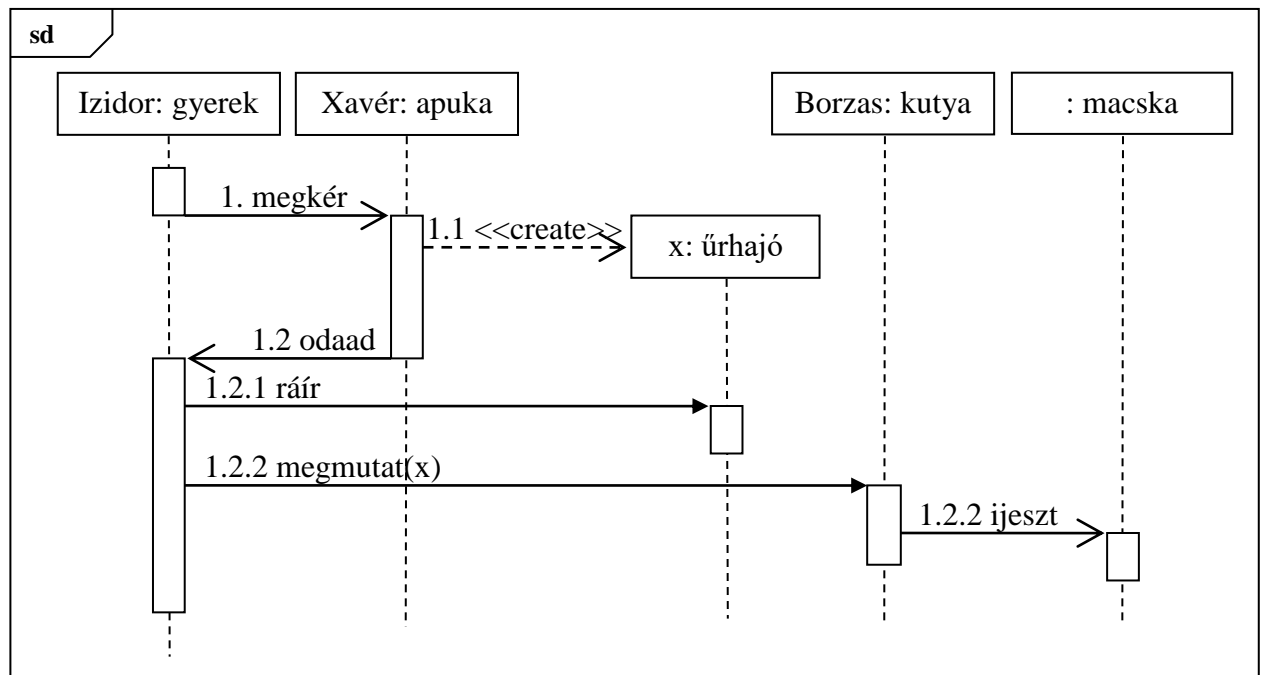 sd
Izidor: gyerek
Xavér: apuka
Borzas: kutya
: macska
1. megkér
1.1 <<create>>
x: űrhajó
1.2 odaad
1.2.1 ráír
1.2.2 megmutat(x)
1.2.2 ijeszt